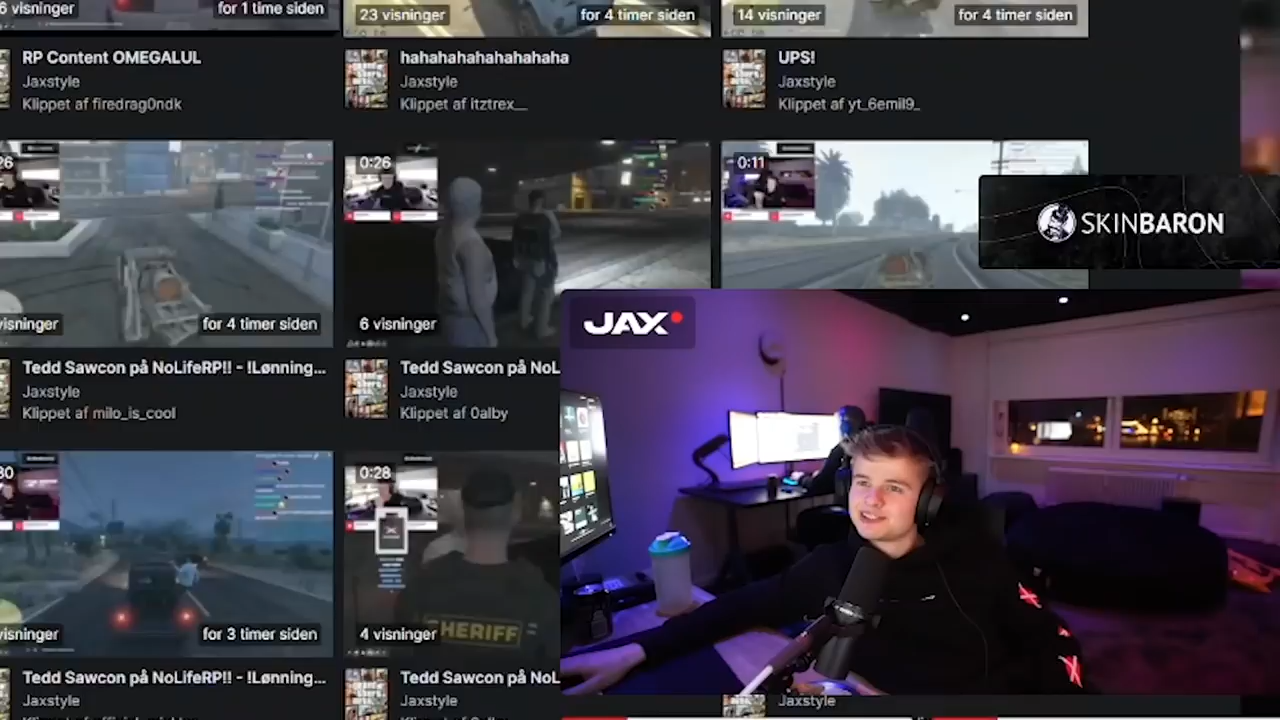 6 visninger
for 1 time siden
23 visninger
for 4 timer siden
14 visninger
for 4 timer siden
RP Content OMEGALUL
Jaxstyle
Klippet af firedrag0ndk
hahahahahahahahaha
Jaxstyle
Klippet af itztrex__
UPS!
Jaxstyle
Klippet af yt_6emil9_
26
0:26
0:11
SKINBARON
visninger
for 4 timer siden
6 visninger
JAX
Tedd Sawcon på NoLifeRP!! - !Lønning...
Jaxstyle
Klippet af milo_is_cool
Tedd Sawcon på NoL
Jaxstyle
Klippet af 0alby
30
0:28
visninger
for 3 timer siden
4 visninger
SHERIFF
Tedd Sawcon på NoLifeRP!! - !Lønning...
Jaxstyle
Tedd Sawcon på NoL
Jaxstyle
Jaxstyle